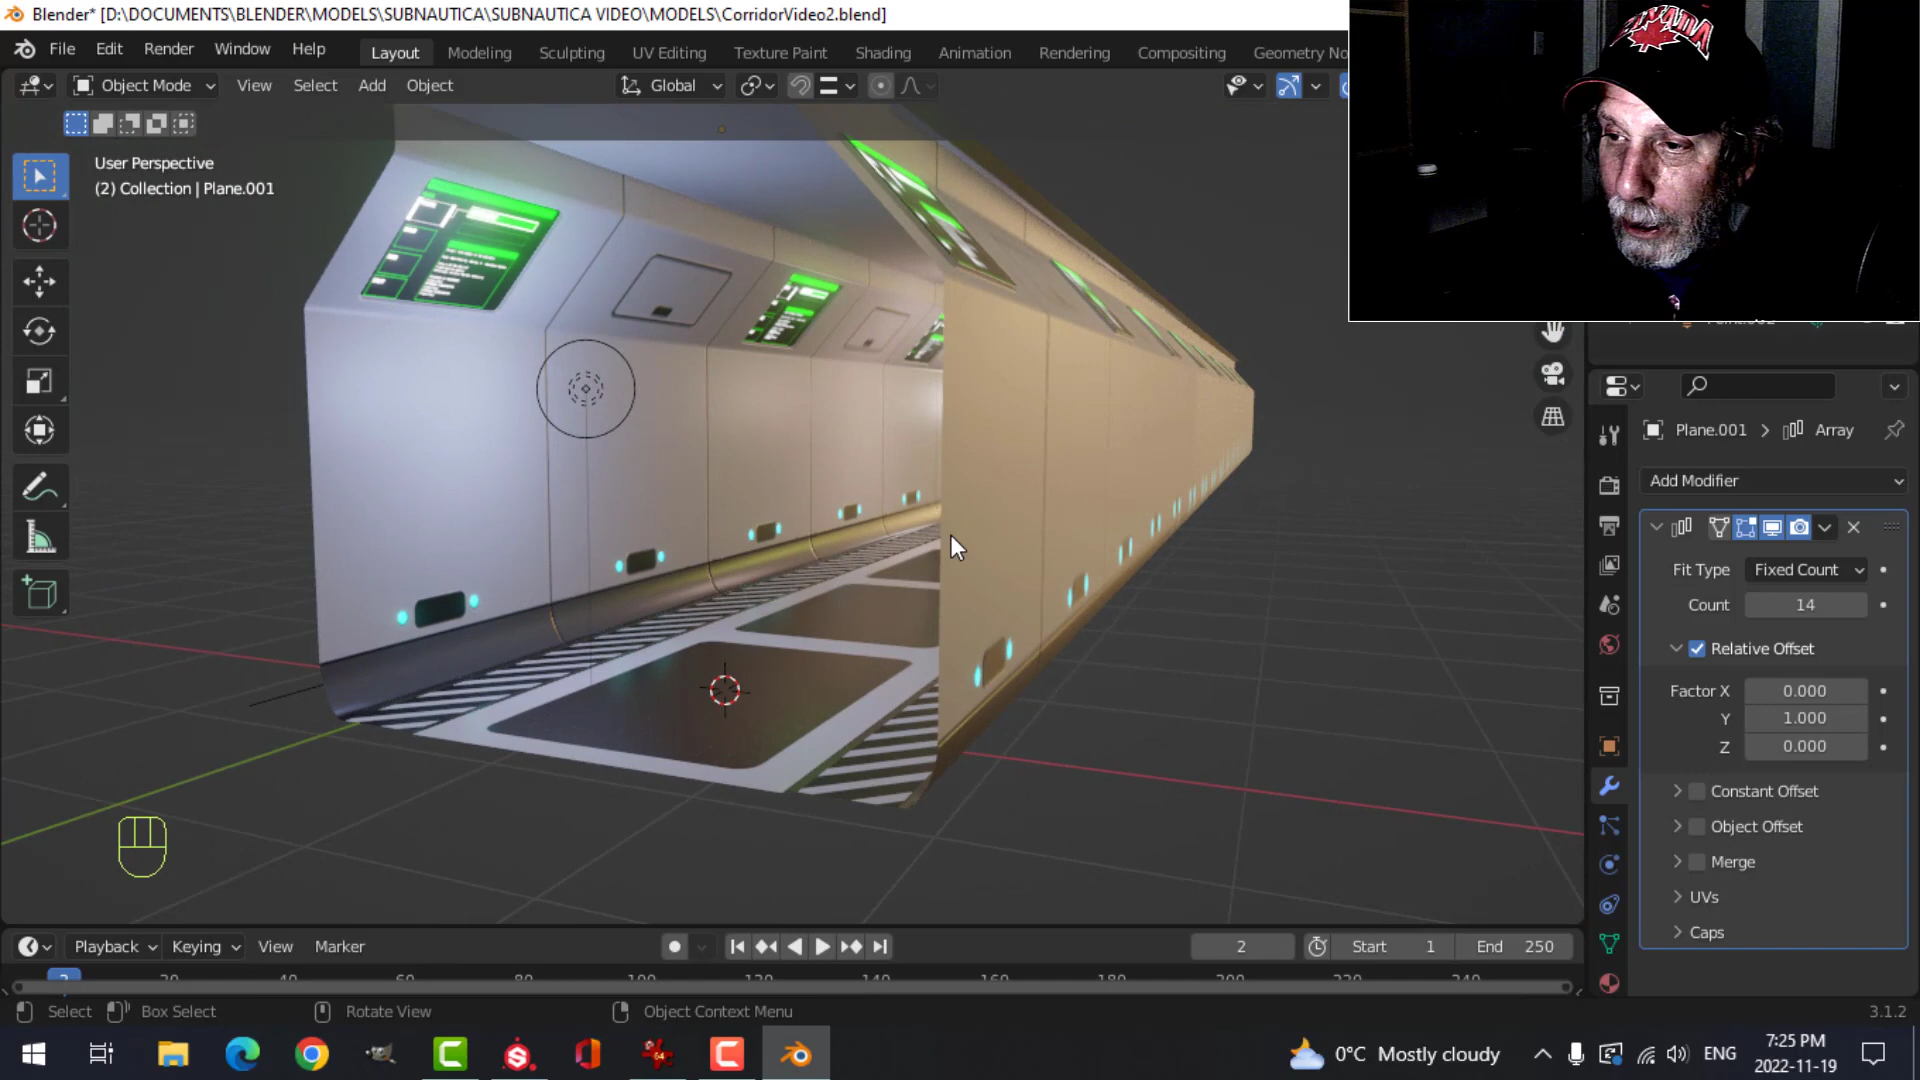 Blender* [D:\DOCUMENTS\BLENDER\MODELS\SUBNAUTICA\SUBNAUTICA VIDEO\MODELS\CorridorVideo2.blend]
File Edit Render Window Help Layout Modeling Sculpting UV Editing Texture Paint Shading Animation Rendering Compositing Geometry No
Object Mode View Select Add Object Global
CANADA
User Perspective
(2) Collection | Plane.001
Plane.001 > Array
Add Modifier
Fit Type Fixed Count
Count 14
Relative Offset
Factor X 0.000
Y 1.000
Z 0.000
Constant Offset
Object Offset
Merge
UVs
Caps
Playback Keying View Marker 2 Start 1 End 250
2
Select Box Select Rotate View Object Context Menu 3.1.2
0°C Mostly cloudy ENG 7:25 PM
2022-11-19